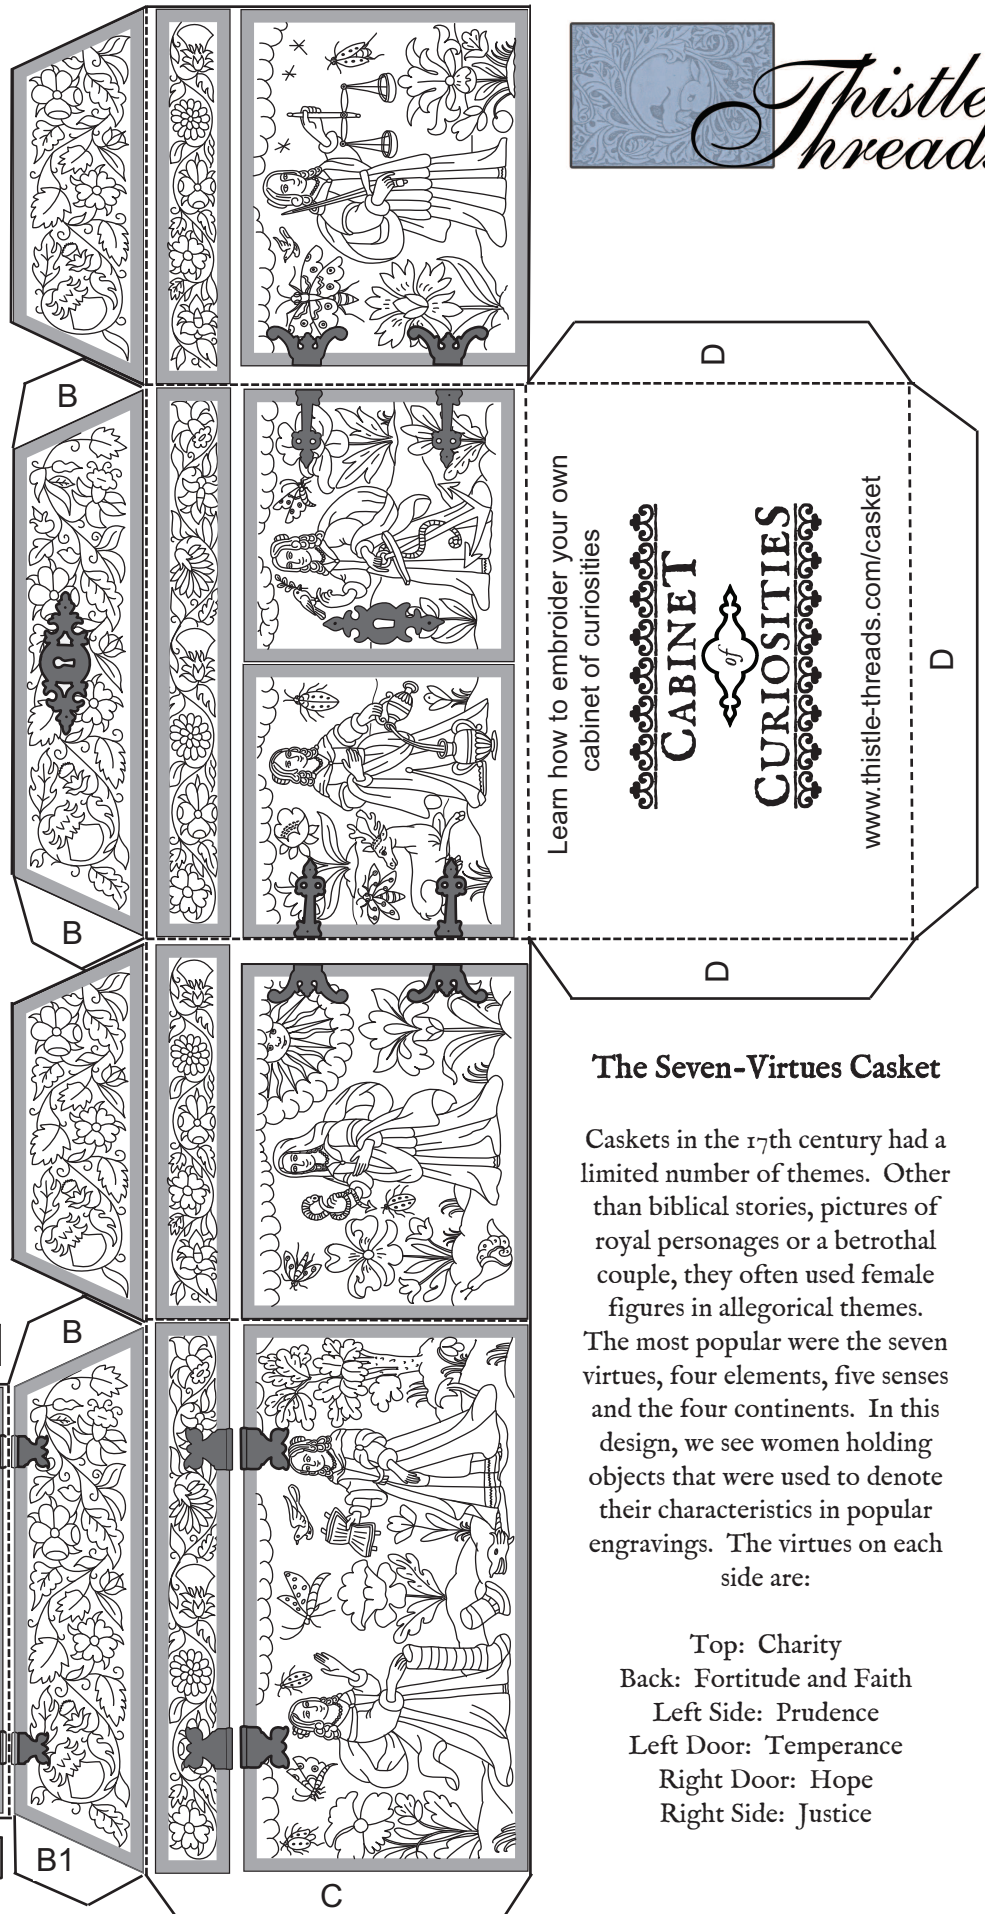 Thistle
Threads
B
B
B
B1
C
D
D
D
Learn how to embroider your own
cabinet of curiosities
CABINET
of
CURIOSITIES
www.thistle-threads.com/casket
The Seven-Virtues Casket
Caskets in the 17th century had a
limited number of themes. Other
than biblical stories, pictures of
royal personages or a betrothal
couple, they often used female
figures in allegorical themes.
The most popular were the seven
virtues, four elements, five senses
and the four continents. In this
design, we see women holding
objects that were used to denote
their characteristics in popular
engravings. The virtues on each
side are:
Top: Charity
Back: Fortitude and Faith
Left Side: Prudence
Left Door: Temperance
Right Door: Hope
Right Side: Justice